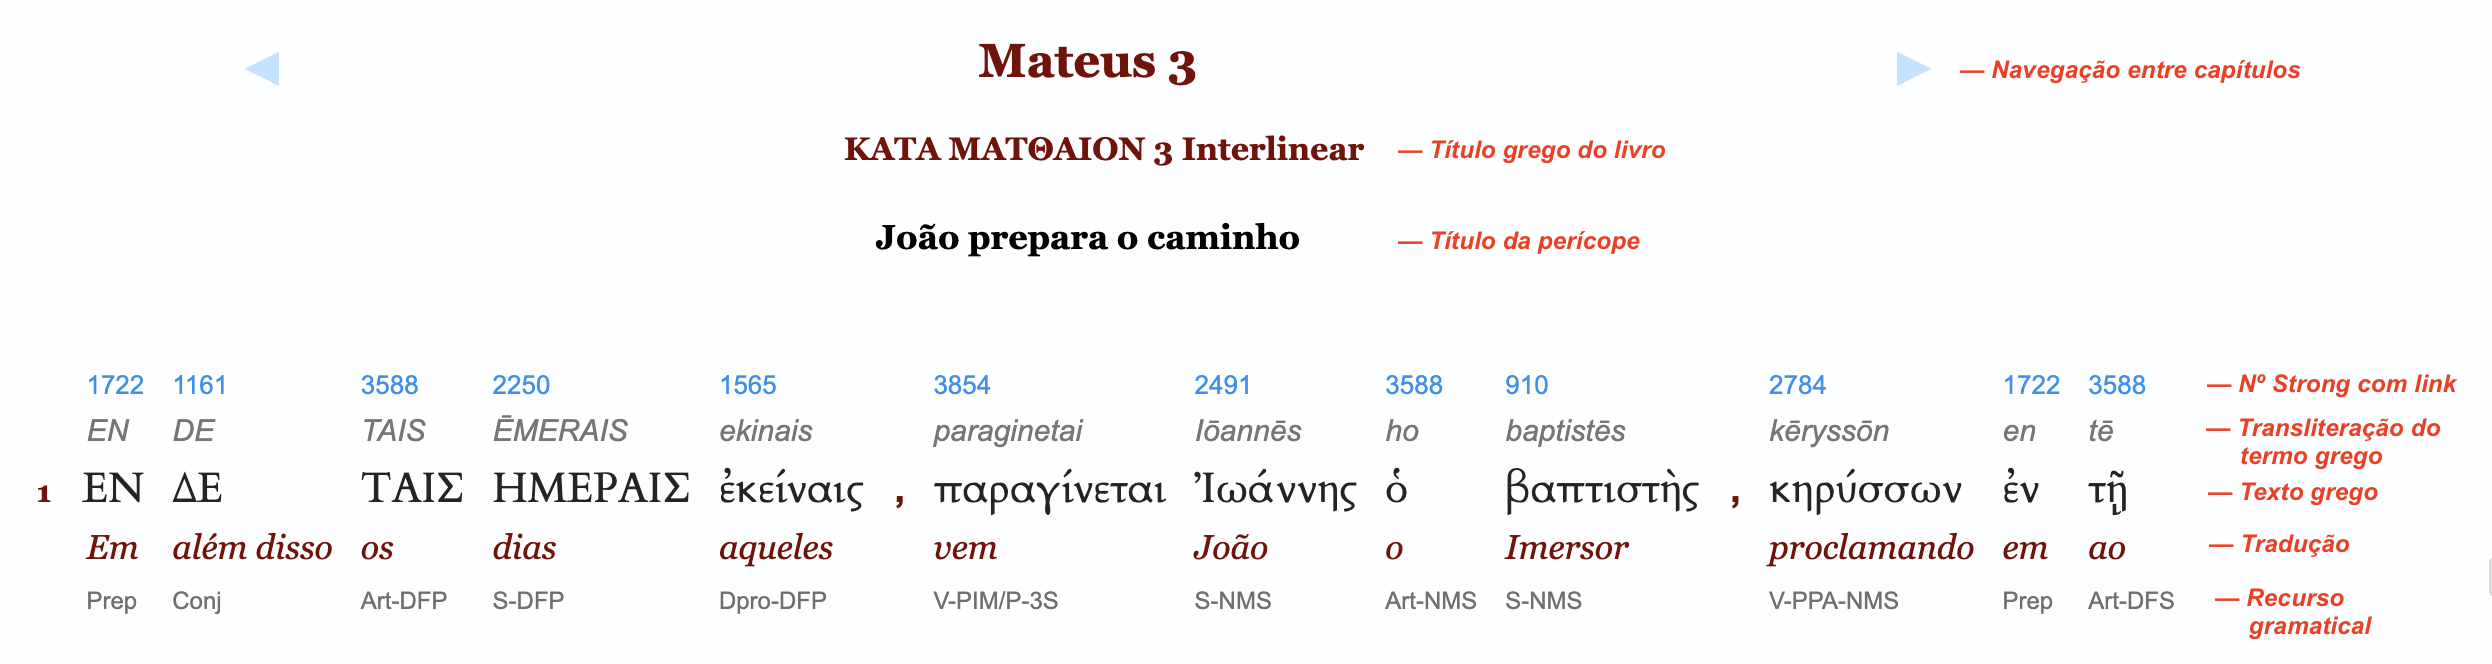 Mateus 3 — Navegação entre capítulos
ΚΑΤΑ ΜΑΤΘΑΙΟΝ 3 Interlinear — Título grego do livro
João prepara o caminho — Título da perícope
1722 1161 3588 2250 1565 3854 2491 3588 910 2784 1722 3588 — Nº Strong com link
EN DE TAIS ĒMERAIS ekinais paraginetai Iōannēs ho baptistēs kēryssōn en tē — Transliteração do
termo grego
1 ΕΝ ΔΕ ΤΑΙΣ ΗΜΕΡΑΙΣ ἐκείναις , παραγίνεται Ἰωάννης ὁ βαπτιστὴς , κηρύσσων ἐν τῇ — Texto grego
Em além disso os dias aqueles vem João o Imersor proclamando em ao — Tradução
Prep Conj Art-DFP S-DFP Dpro-DFP V-PIM/P-3S S-NMS Art-NMS S-NMS V-PPA-NMS Prep Art-DFS — Recurso
gramatical